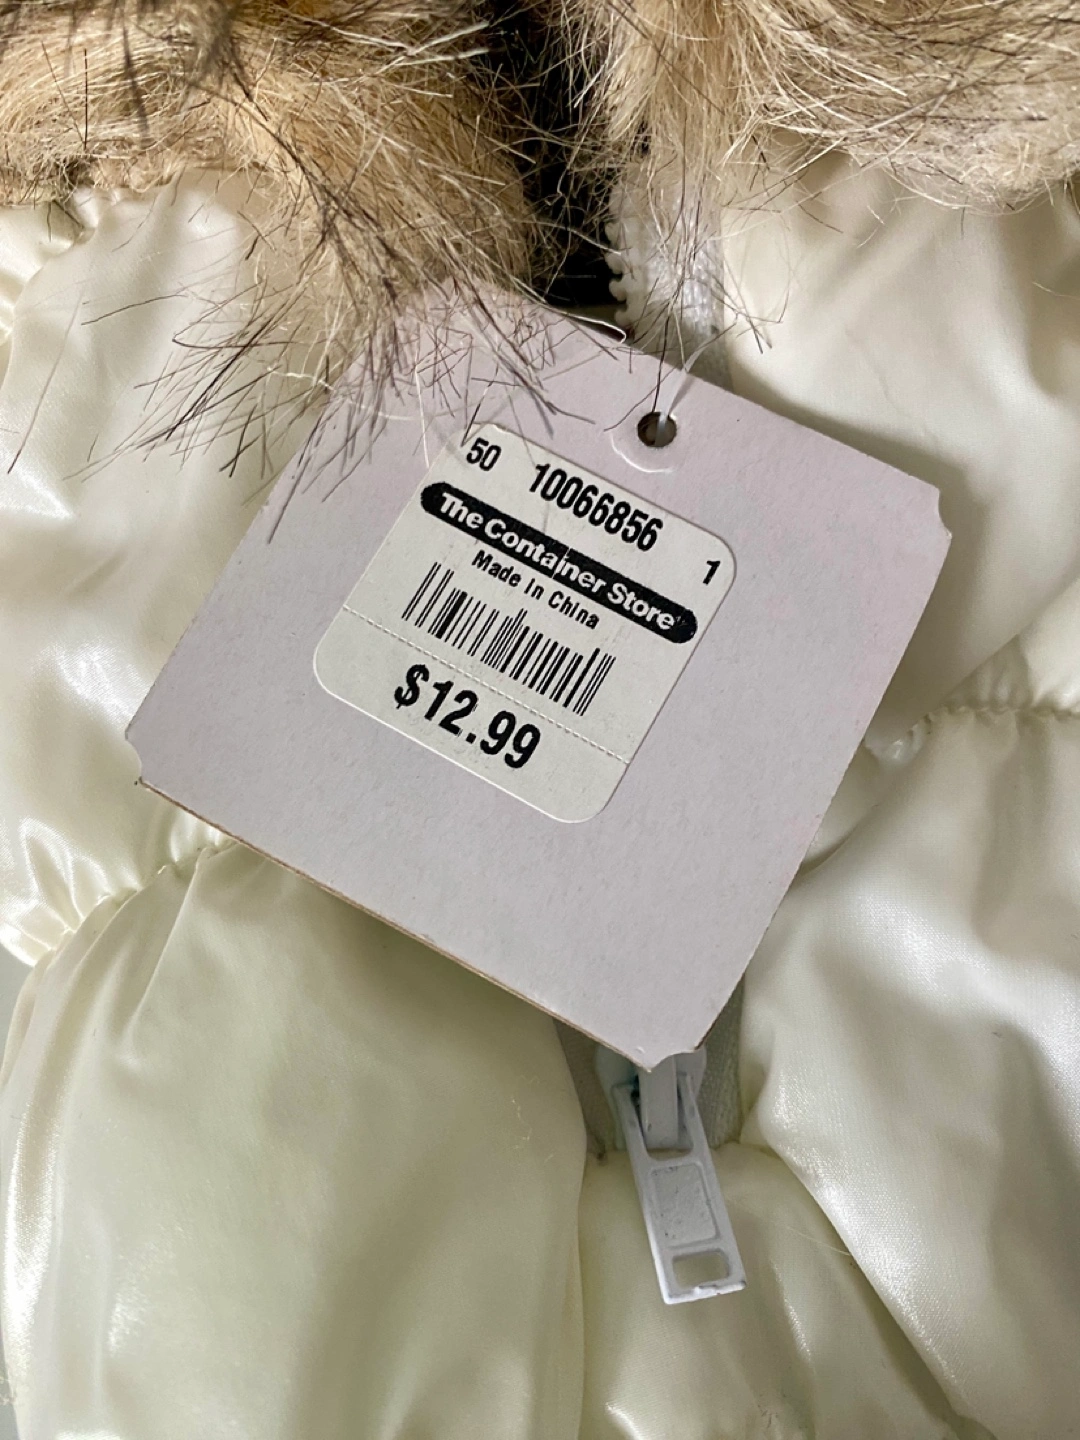 50 10066856 1
The Container Store
Made in China
$12.99